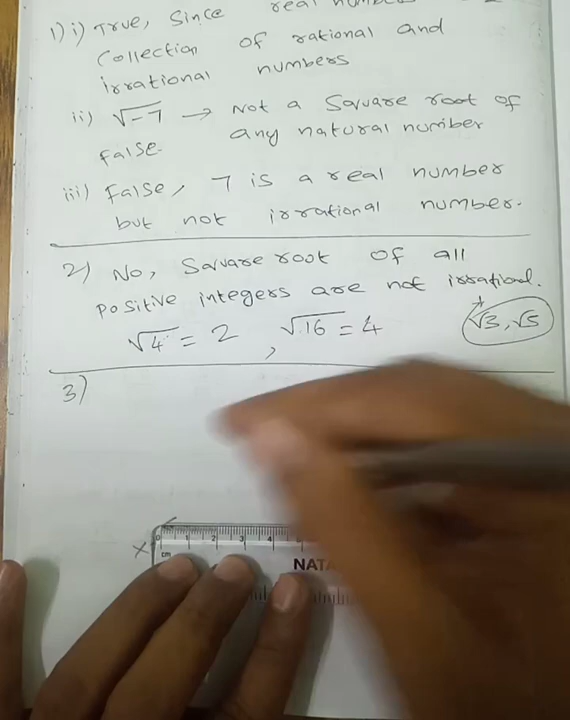 1) i) True, Since real
Collection of rational and
irrational numbers
ii) √-7 → Not a Square root of
any natural number
False.
iii) False, 7 is a real number
but not irrational number.
2) No, Square root of all
Positive integers are not irrational.
√4 = 2, √16 = 4
√3, √5
3)
X
0 1 2 3 4
cm
NATA